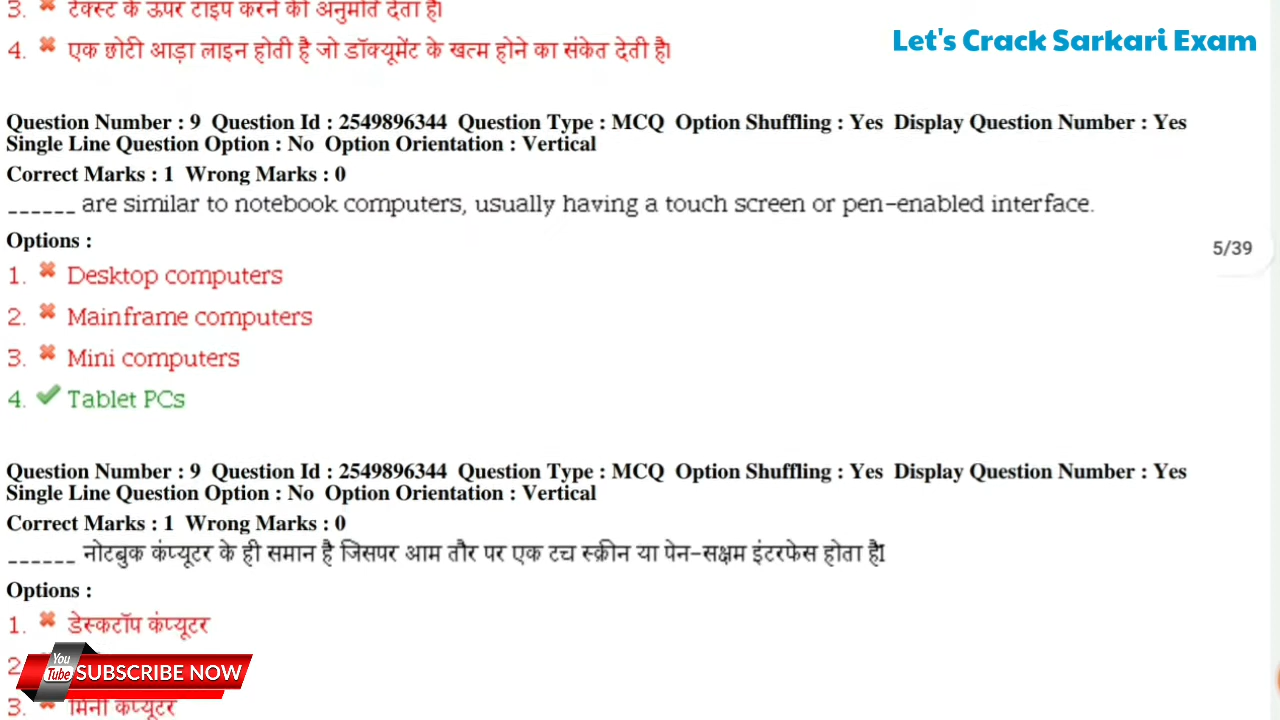 3. ✖ टेक्स्ट के ऊपर टाइप करने की अनुमति देता है।
4. ✖ एक छोटी आड़ा लाइन होती है जो डॉक्यूमेंट के खत्म होने का संकेत देती है।
Let's Crack Sarkari Exam
Question Number : 9 Question Id : 2549896344 Question Type : MCQ Option Shuffling : Yes Display Question Number : Yes
Single Line Question Option : No Option Orientation : Vertical
Correct Marks : 1 Wrong Marks : 0
______ are similar to notebook computers, usually having a touch screen or pen-enabled interface.
Options :
5/39
1. ✖ Desktop computers
2. ✖ Mainframe computers
3. ✖ Mini computers
4. ✔ Tablet PCs
Question Number : 9 Question Id : 2549896344 Question Type : MCQ Option Shuffling : Yes Display Question Number : Yes
Single Line Question Option : No Option Orientation : Vertical
Correct Marks : 1 Wrong Marks : 0
______ नोटबुक कंप्यूटर के ही समान है जिसपर आम तौर पर एक टच स्क्रीन या पेन-सक्षम इंटरफेस होता है।
Options :
1. ✖ डेस्कटॉप कंप्यूटर
2
You Tube SUBSCRIBE NOW
3. ✖ मिनी कंप्यूटर